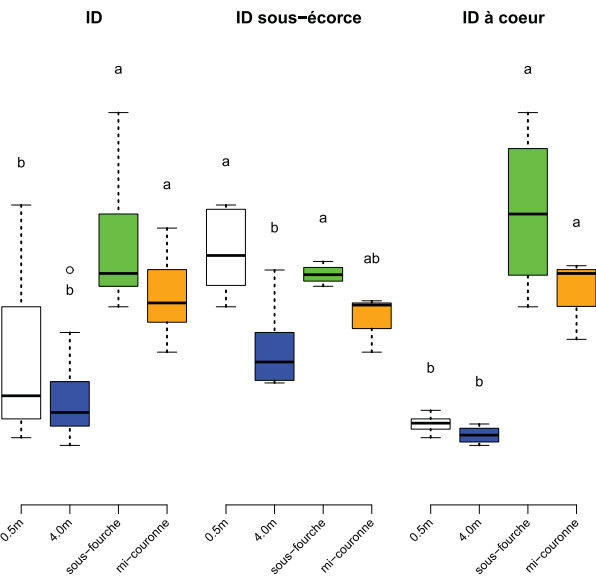 ID ID sous-écorce ID à coeur
a a
b a a
a a
b b ab
b
b b
0.5m 4.0m sous-fourche mi-couronne 0.5m 4.0m sous-fourche mi-couronne 0.5m 4.0m sous-fourche mi-couronne